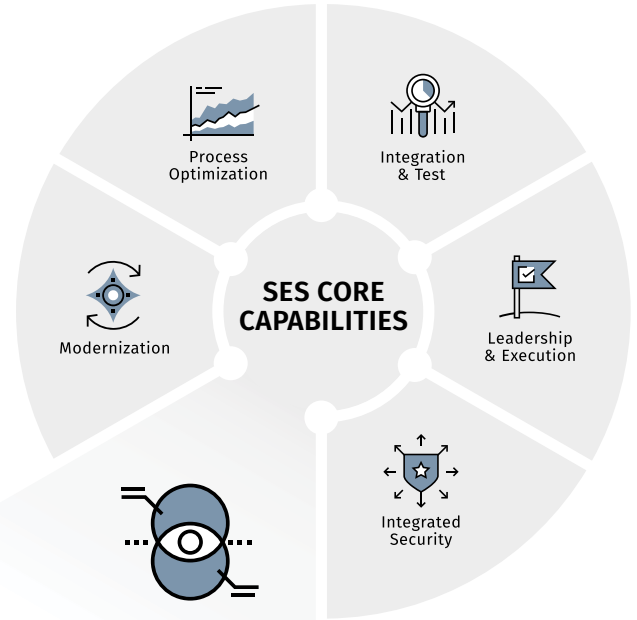 Process
Optimization
Integration
& Test
SES CORE
CAPABILITIES
Modernization
Leadership
& Execution
Integrated
Security